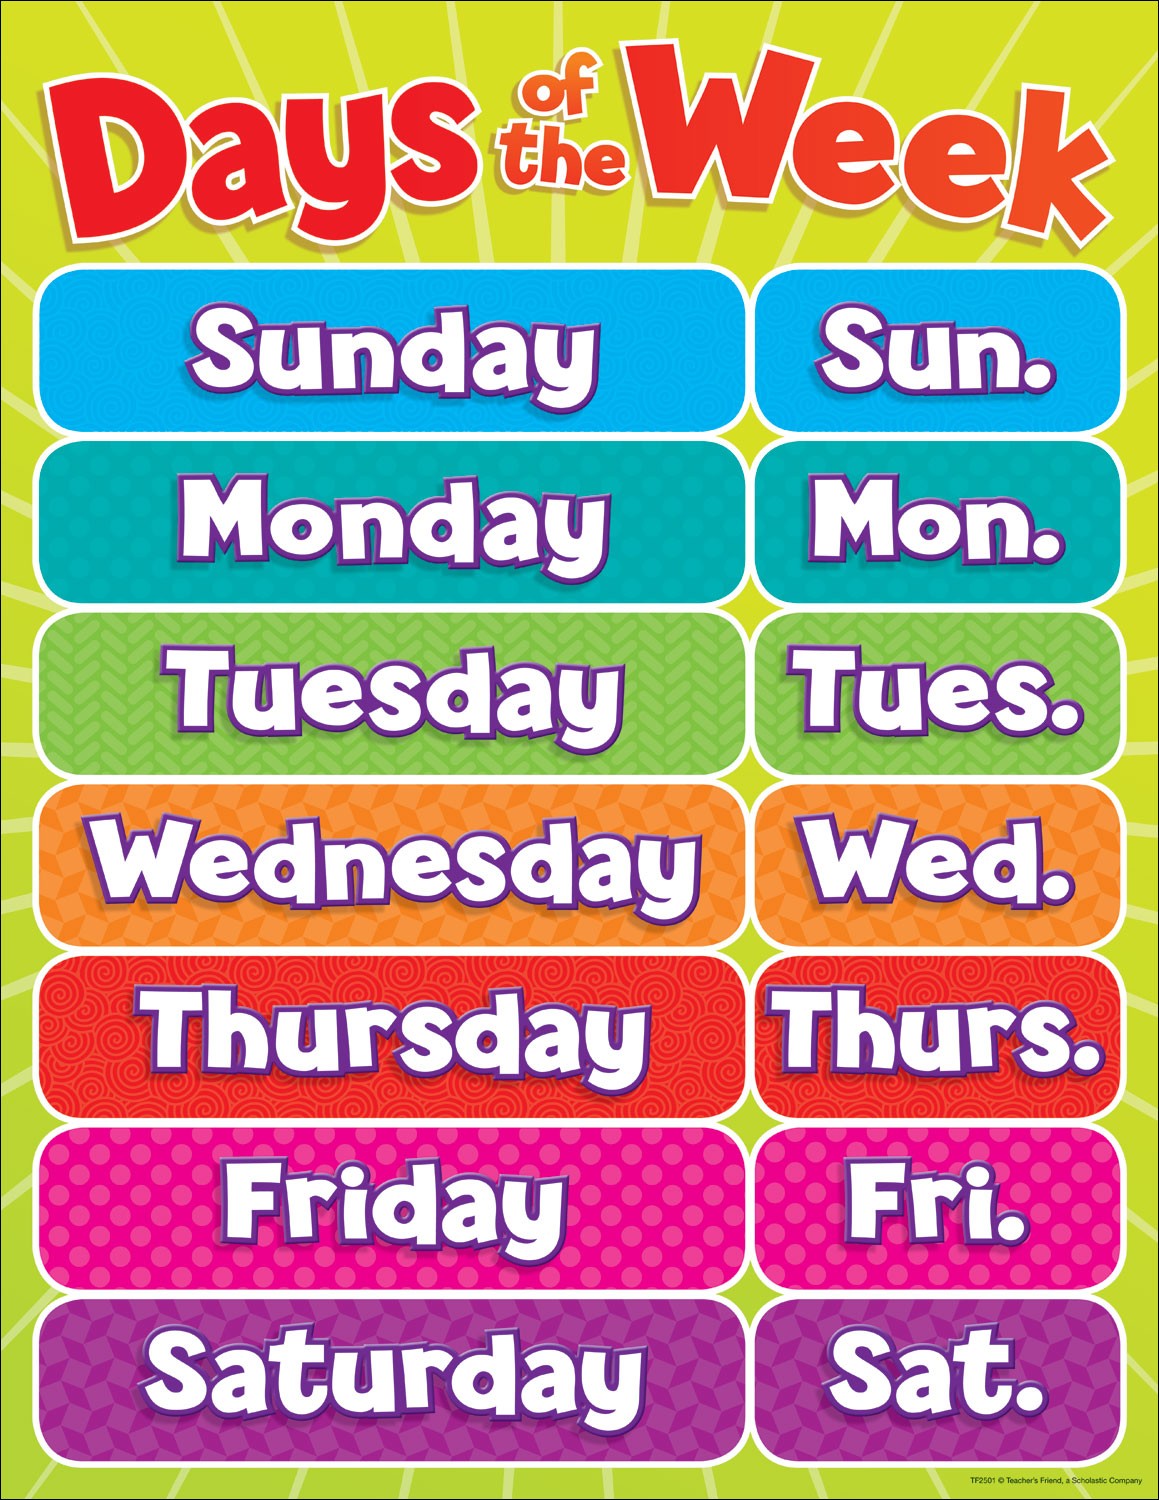 Days of the Week
Sunday Sun.
Monday Mon.
Tuesday Tues.
Wednesday Wed.
Thursday Thurs.
Friday Fri.
Saturday Sat.
TF2501 © Teacher's Friend, a Scholastic Company